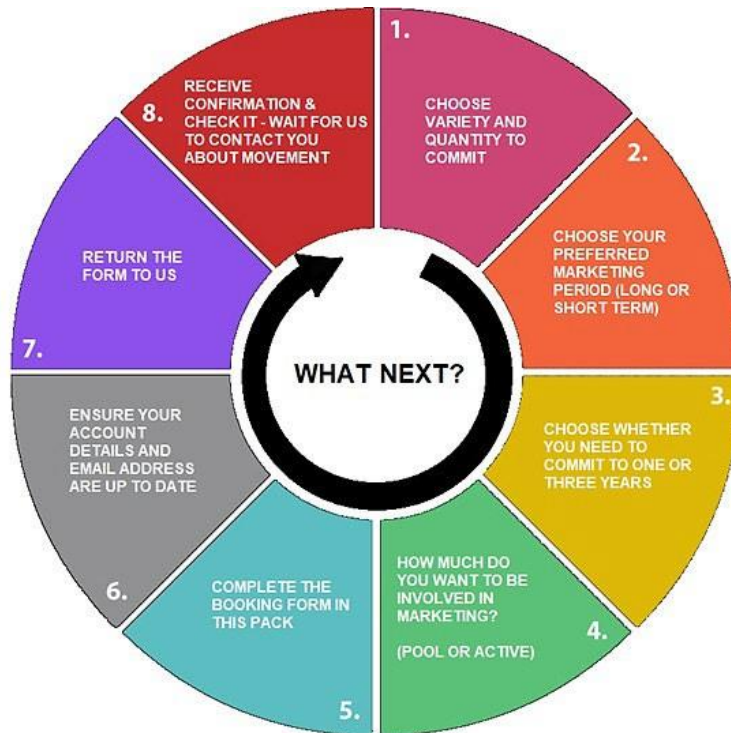 1.
CHOOSE
VARIETY AND
QUANTITY TO
COMMIT
2.
CHOOSE YOUR
PREFERRED
MARKETING
PERIOD (LONG OR
SHORT TERM)
3.
CHOOSE WHETHER
YOU NEED TO
COMMIT TO ONE OR
THREE YEARS
4.
HOW MUCH DO
YOU WANT TO BE
INVOLVED IN
MARKETING?
(POOL OR ACTIVE)
5.
COMPLETE THE
BOOKING FORM IN
THIS PACK
6.
ENSURE YOUR
ACCOUNT
DETAILS AND
EMAIL ADDRESS
ARE UP TO DATE
7.
RETURN THE
FORM TO US
8.
RECEIVE
CONFIRMATION &
CHECK IT - WAIT FOR US
TO CONTACT YOU
ABOUT MOVEMENT
WHAT NEXT?